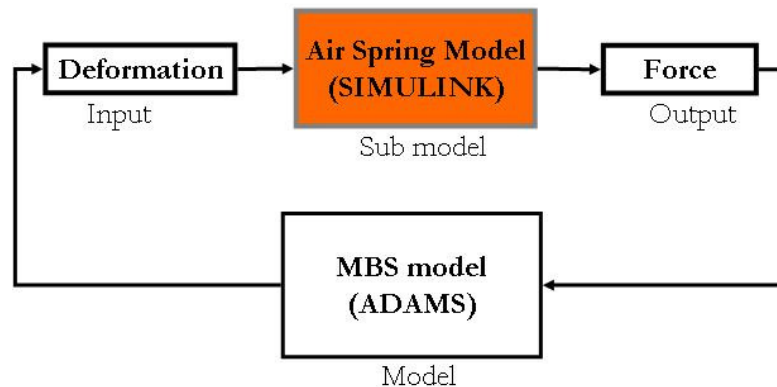 Deformation
Input
Air Spring Model
(SIMULINK)
Sub model
Force
Output
MBS model
(ADAMS)
Model